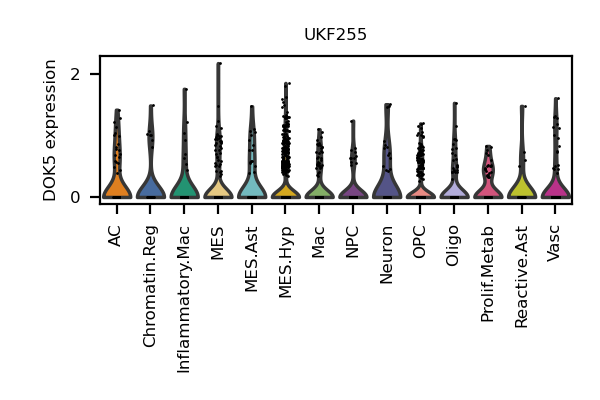 UKF255
DOK5 expression
2
0
AC
Chromatin.Reg
Inflammatory.Mac
MES
MES.Ast
MES.Hyp
Mac
NPC
Neuron
OPC
Oligo
Prolif.Metab
Reactive.Ast
Vasc